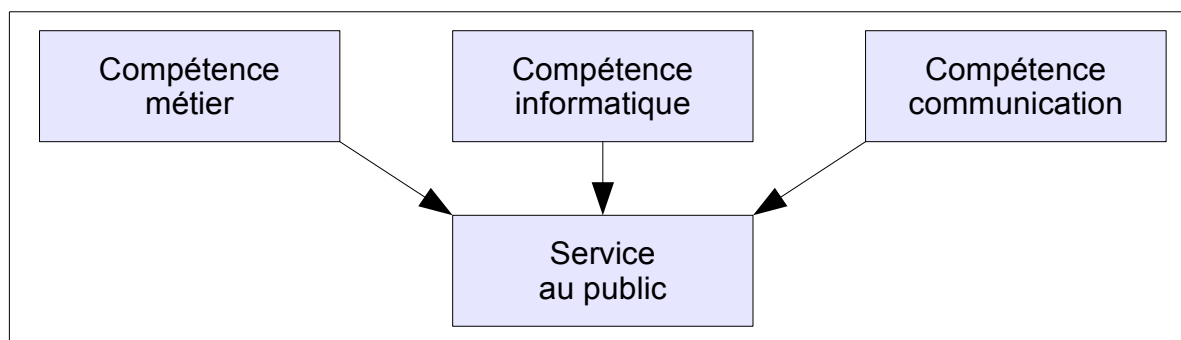 Compétence
métier
Compétence
informatique
Compétence
communication
Service
au public